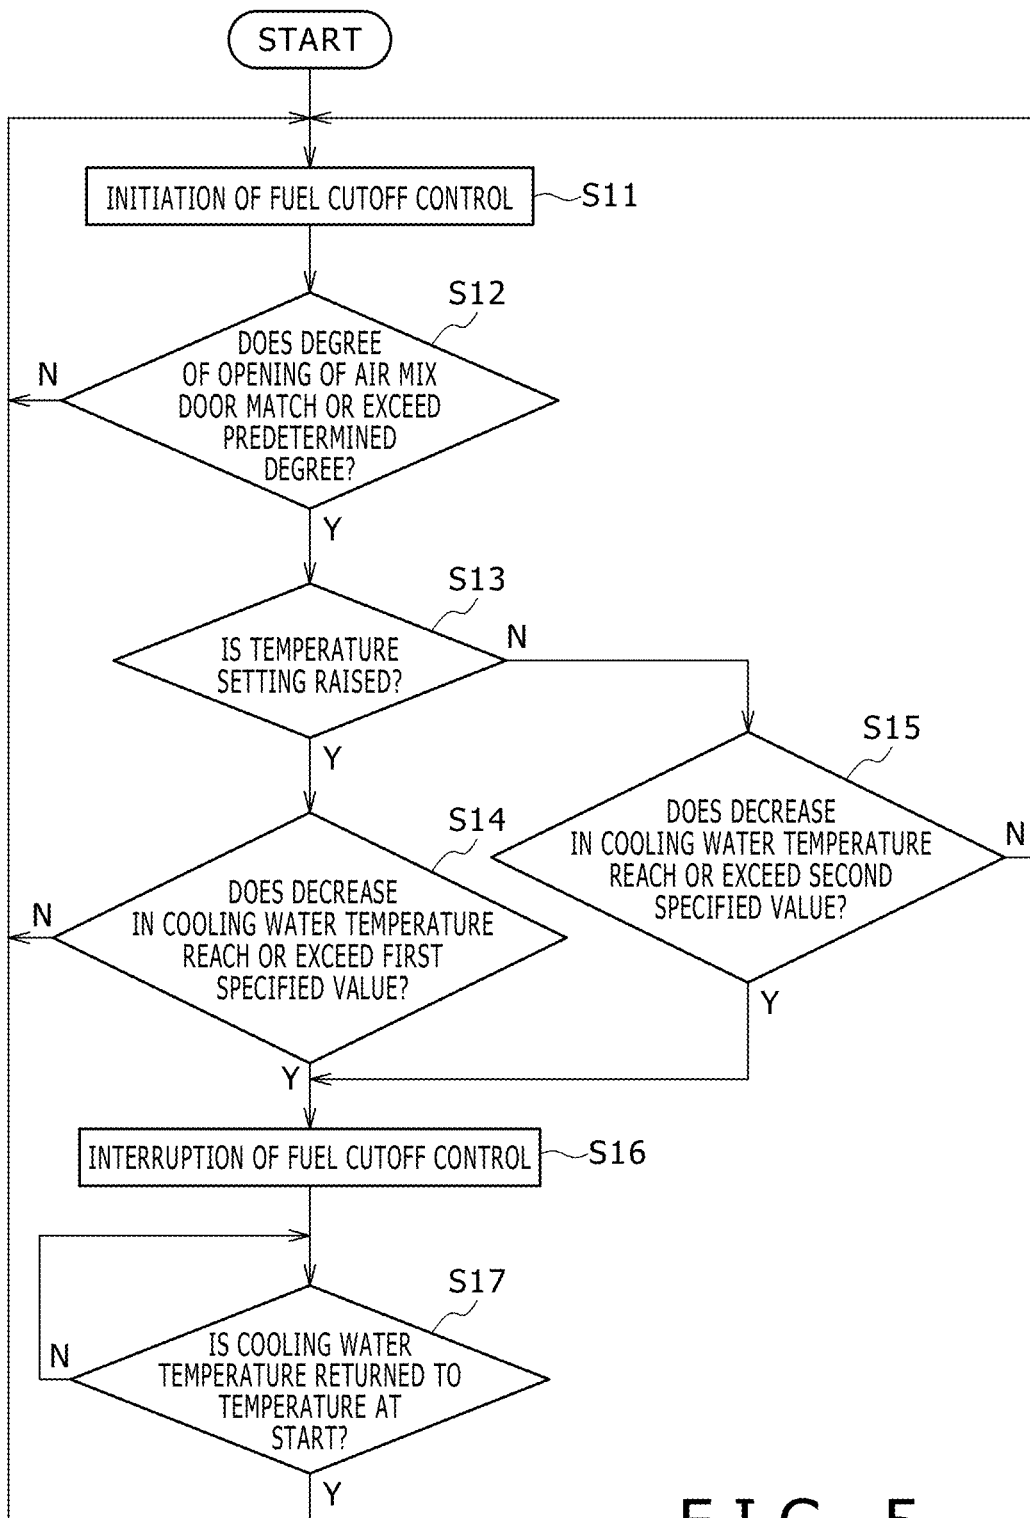 START
INITIATION OF FUEL CUTOFF CONTROL
S11
S12
DOES DEGREE
OF OPENING OF AIR MIX
DOOR MATCH OR EXCEED
PREDETERMINED
DEGREE?
N
Y
S13
IS TEMPERATURE
SETTING RAISED?
N
Y
S14
DOES DECREASE
IN COOLING WATER TEMPERATURE
REACH OR EXCEED FIRST
SPECIFIED VALUE?
N
Y
S15
DOES DECREASE
IN COOLING WATER TEMPERATURE
REACH OR EXCEED SECOND
SPECIFIED VALUE?
N
Y
INTERRUPTION OF FUEL CUTOFF CONTROL
S16
S17
IS COOLING WATER
TEMPERATURE RETURNED TO
TEMPERATURE AT
START?
N
Y